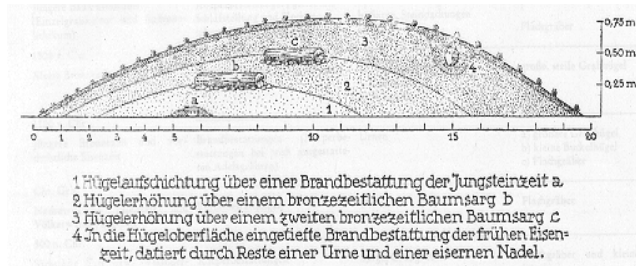 0,75 m
0,50 m
0,25 m
c
3
4
b
2
a
1
0 1 2 3 4 5 10 15 20
1 Hügelaufschichtung über einer Brandbestattung der Jungsteinzeit a
2 Hügelerhöhung über einem bronzezeitlichen Baumsarg b
3 Hügelerhöhung über einem zweiten bronzezeitlichen Baumsarg c
4 In die Hügeloberfläche eingetiefte Brandbestattung der frühen Eisen-
zeit, datiert durch Reste einer Urne und einer eisernen Nadel.